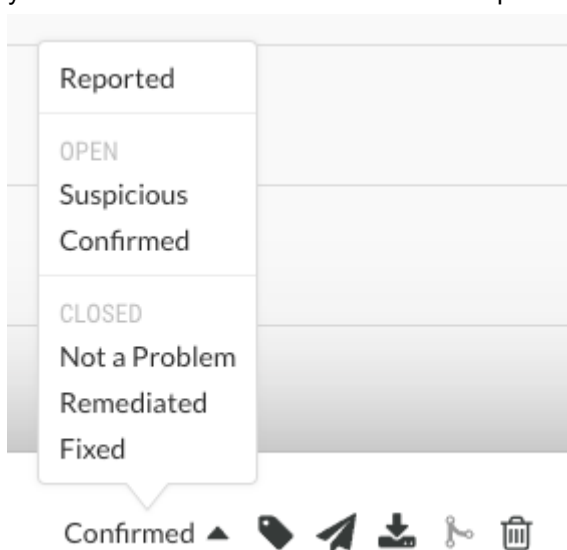 Reported
OPEN
Suspicious
Confirmed
CLOSED
Not a Problem
Remediated
Fixed
Confirmed